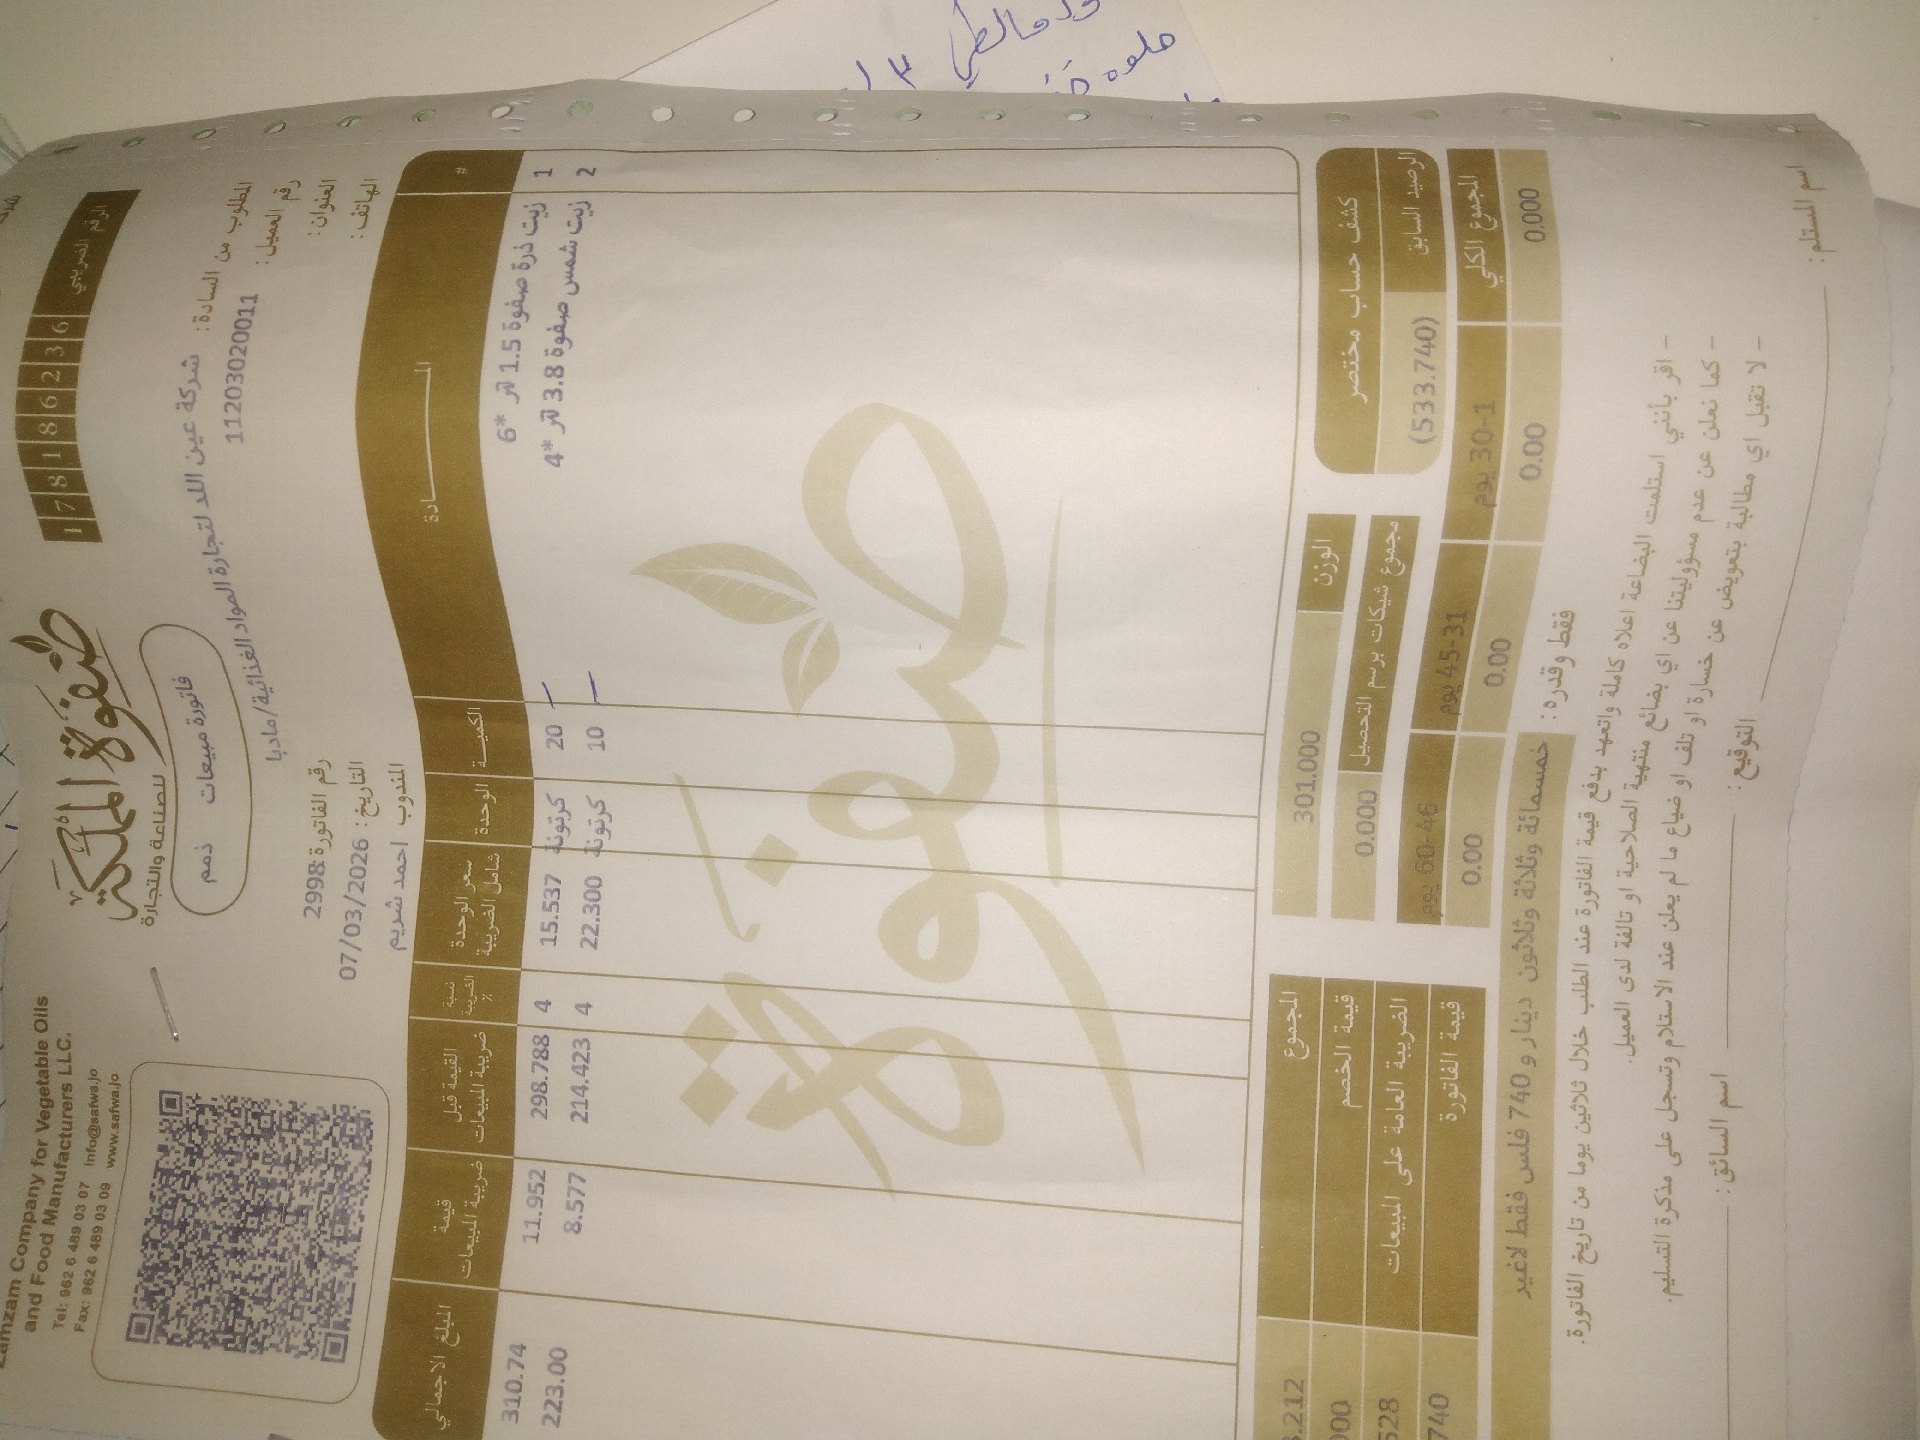 Zamzam Company for Vegetable Oils
and Food Manufacturers LLC.
Tel: 962 6 489 03 07 info@safwa.jo
Fax: 962 6 489 03 09 www.safwa.jo
صفوة المملكة
للصناعة والتجارة
الرقم الضريبي 1 7 8 1 8 6 2 3 6
فاتورة مبيعات ذمم
المطلوب من السادة: شركة عين اللد لتجارة المواد الغذائية/مادبا
رقم العميل: 11203020011
العنوان:
الهاتف:
رقم الفاتورة: 2998
التاريخ: 07/03/2026
المندوب احمد شريم
# المــــادة الكميـة الوحدة سعر الوحدة شامل الضريبة نسبة الضريبة % القيمة قبل ضريبة المبيعات قيمة ضريبة المبيعات المبلغ الاجمالي
1 زيت ذرة صفوة 1.5 لتر *6 20 كرتونة 15.537 4 298.788 11.952 310.74
2 زيت شمس صفوة 3.8 لتر *4 10 كرتونة 22.300 4 214.423 8.577 223.00
صفوة
كشف حساب مختصر
الرصيد السابق (533.740)
الوزن 301.000
مجموع شيكات برسم التحصيل 0.000
المجموع الكلي 1-30 يوم 31-45 يوم 46-60 يوم
0.000 0.00 0.00 0.00
المجموع .212
قيمة الخصم 00
الضريبة العامة على المبيعات 528
قيمة الفاتورة 740
فقط وقدره: خمسمائة وثلاثة وثلاثون دينار و 740 فلس فقط لاغير
- اقر بأنني استلمت البضاعة اعلاه كاملة واتعهد بدفع قيمة الفاتورة عند الطلب خلال ثلاثين يوما من تاريخ الفاتورة.
- كما نعلن عن عدم مسؤوليتنا عن اي بضائع منتهية الصلاحية او تالفة لدى العميل.
- لا تقبل اي مطالبة بتعويض عن خسارة او تلف او ضياع ما لم يعلن عند الاستلام وتسجل على مذكرة التسليم.
اسم المستلم: التوقيع: اسم السائق: